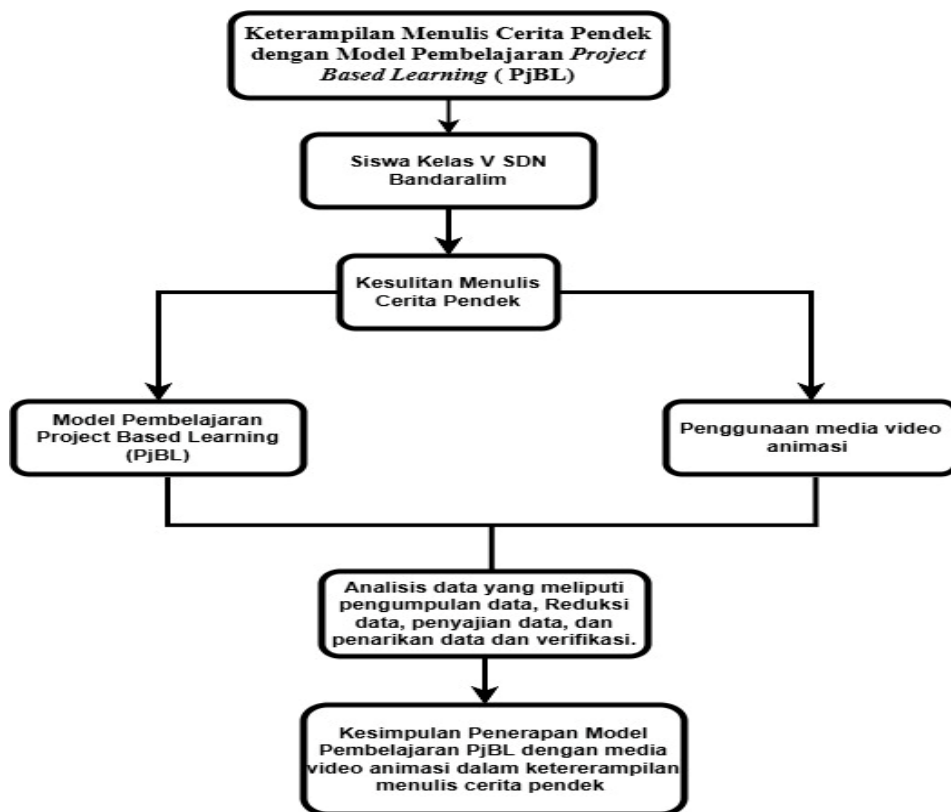 Keterampilan Menulis Cerita Pendek
dengan Model Pembelajaran Project
Based Learning ( PjBL)
Siswa Kelas V SDN
Bandaralim
Kesulitan Menulis
Cerita Pendek
Model Pembelajaran
Project Based Learning
(PjBL)
Penggunaan media video
animasi
Analisis data yang meliputi
pengumpulan data, Reduksi
data, penyajian data, dan
penarikan data dan verifikasi.
Kesimpulan Penerapan Model
Pembelajaran PjBL dengan media
video animasi dalam ketererampilan
menulis cerita pendek